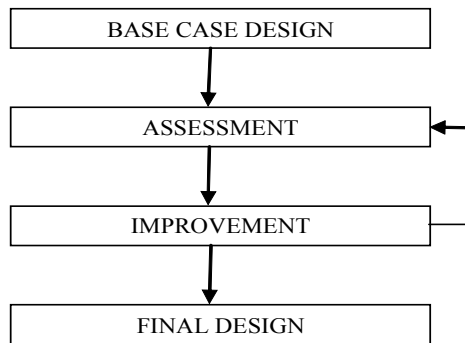 BASE CASE DESIGN
ASSESSMENT
IMPROVEMENT
FINAL DESIGN